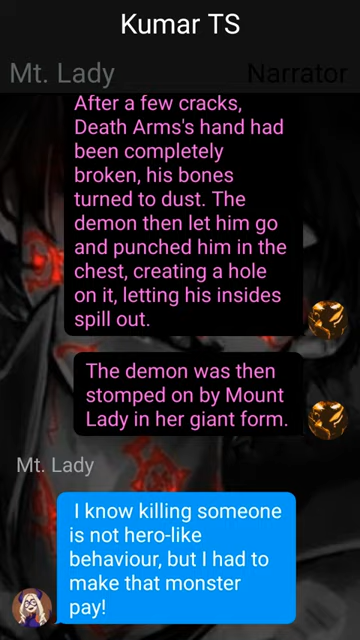 Kumar TS
Mt. Lady
Narrator
After a few cracks,
Death Arms's hand had
been completely
broken, his bones
turned to dust. The
demon then let him go
and punched him in the
chest, creating a hole
on it, letting his insides
spill out.
The demon was then
stomped on by Mount
Lady in her giant form.
Mt. Lady
I know killing someone
is not hero-like
behaviour, but I had to
make that monster
pay!